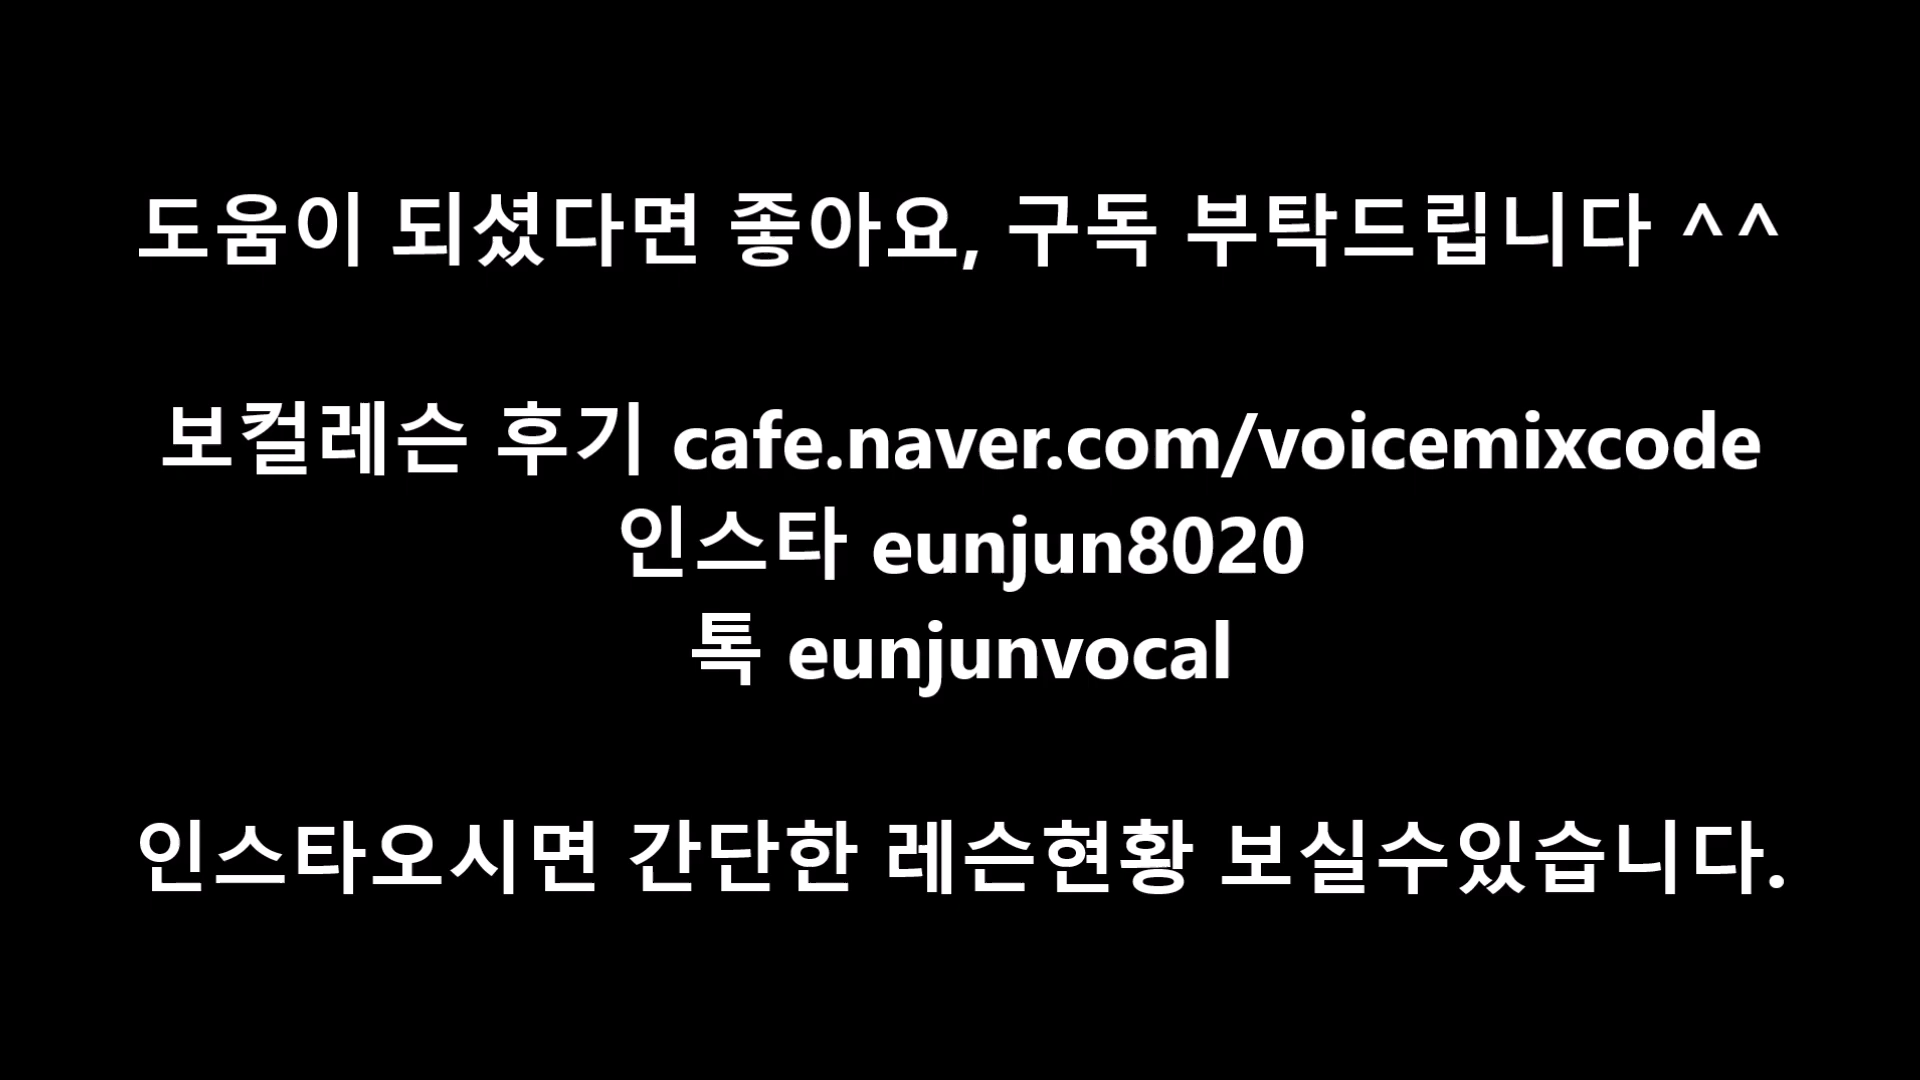 도움이 되셨다면 좋아요, 구독 부탁드립니다 ^^
보컬레슨 후기 cafe.naver.com/voicemixcode
인스타 eunjun8020
톡 eunjunvocal
인스타오시면 간단한 레슨현황 보실수있습니다.